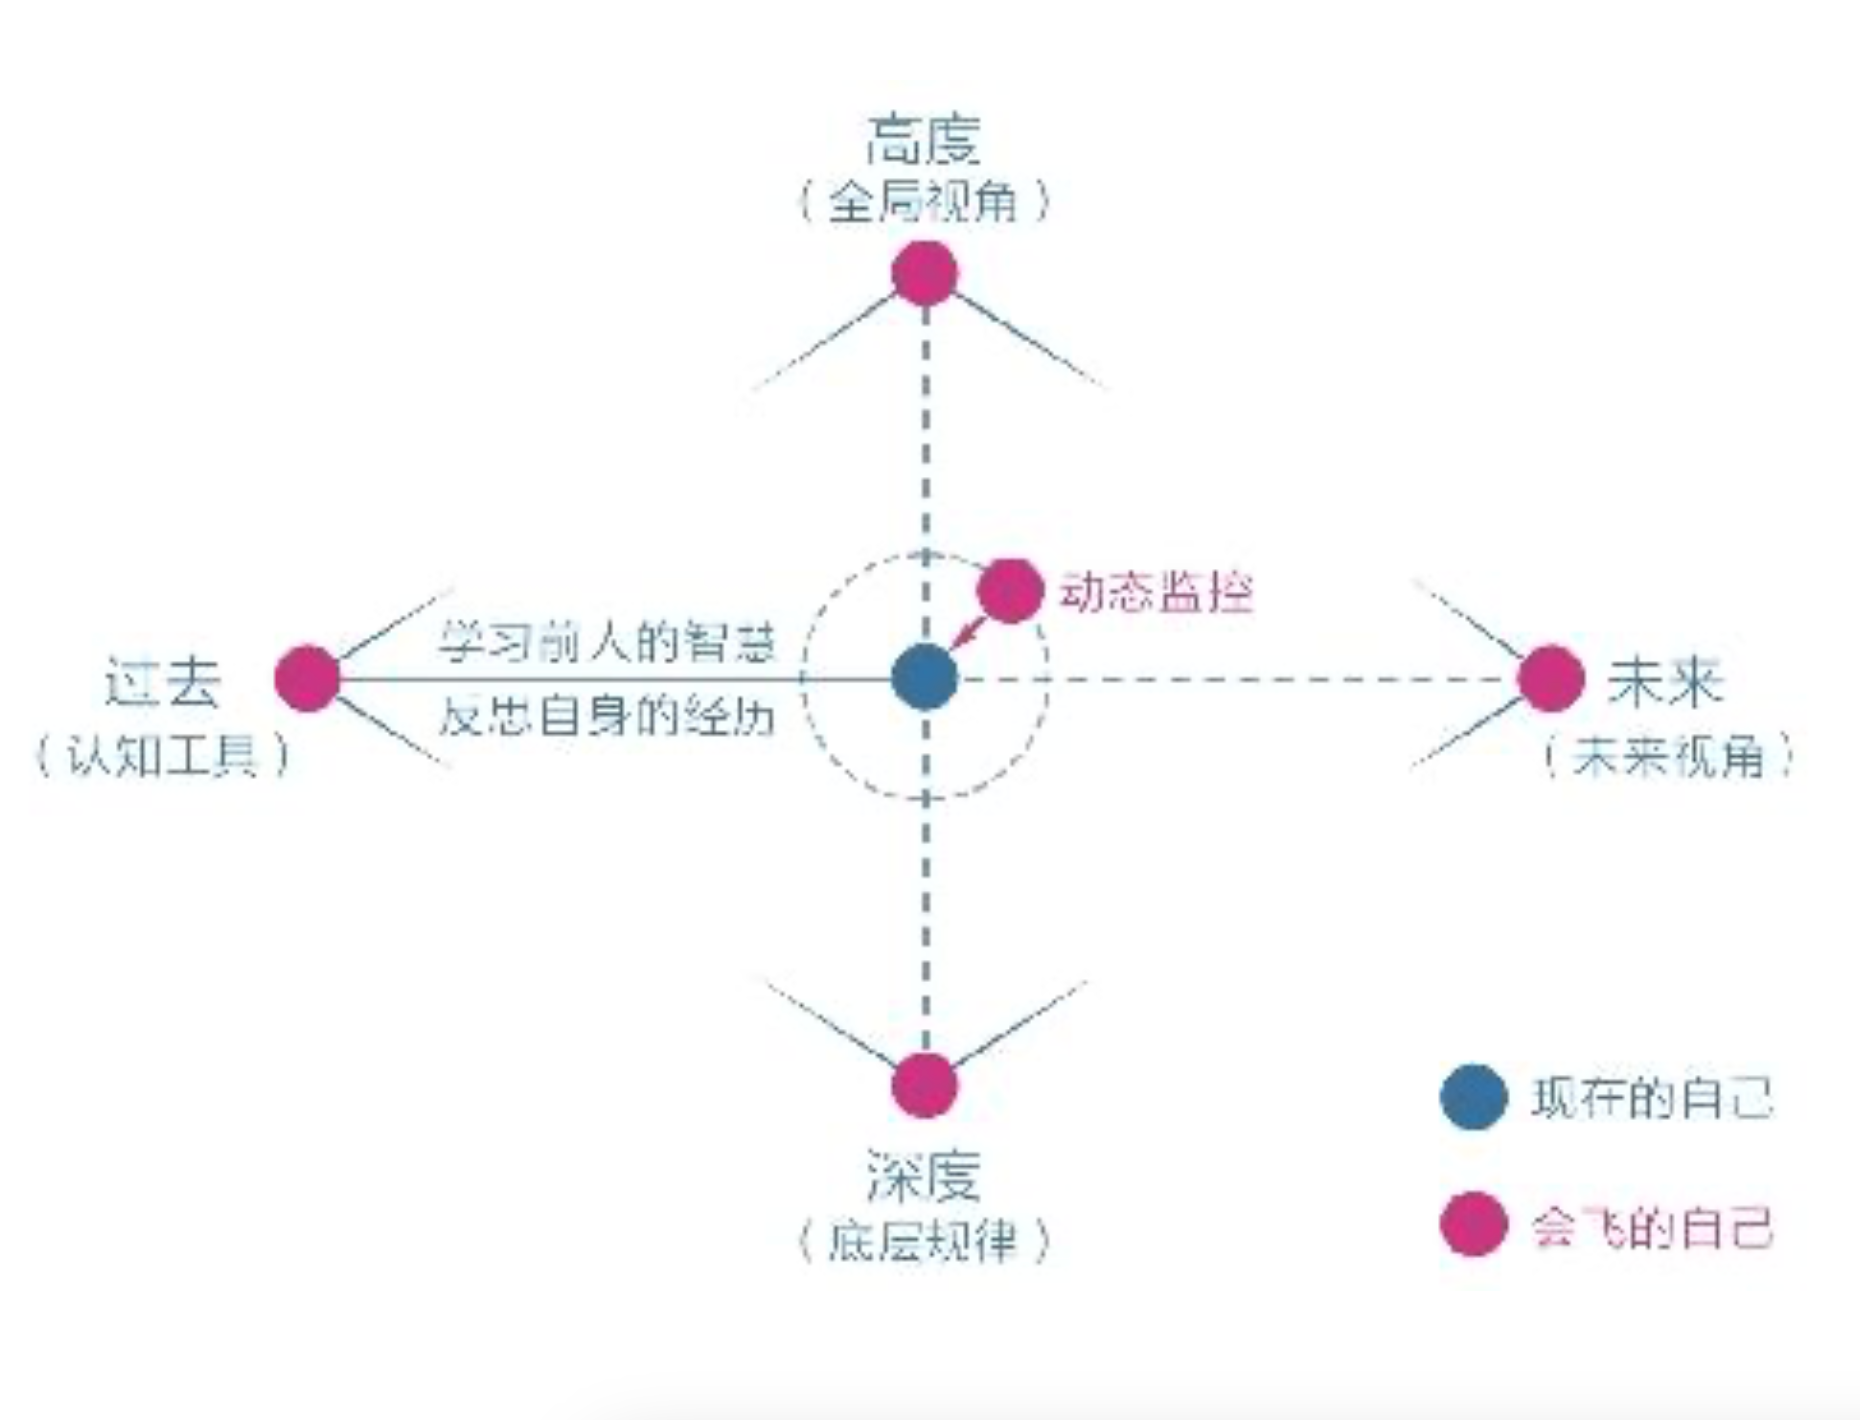 高度
（全局视角）
动态监控
学习前人的智慧
过去
（认知工具）
反思自身的经历
未来
（未来视角）
深度
（底层规律）
现在的自己
会飞的自己